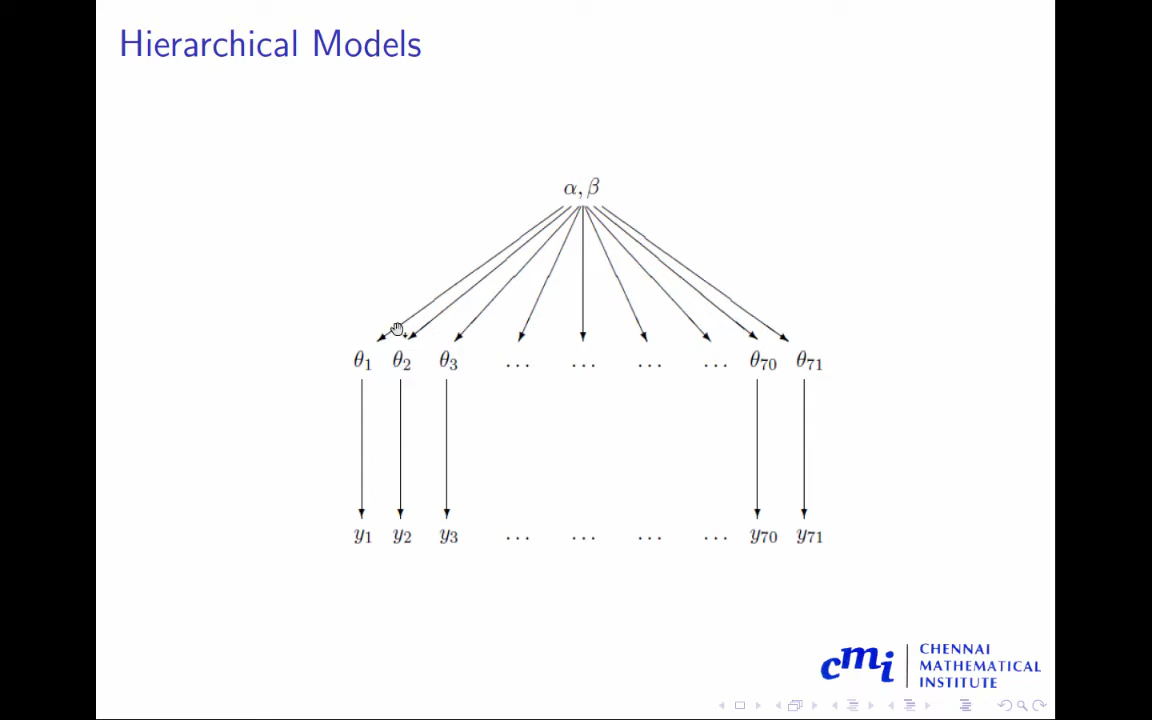 Hierarchical Models
α, β
θ₁ θ₂ θ₃ ... ... ... ... θ₇₀ θ₇₁
y₁ y₂ y₃ ... ... ... ... y₇₀ y₇₁
cmi
CHENNAI
MATHEMATICAL
INSTITUTE